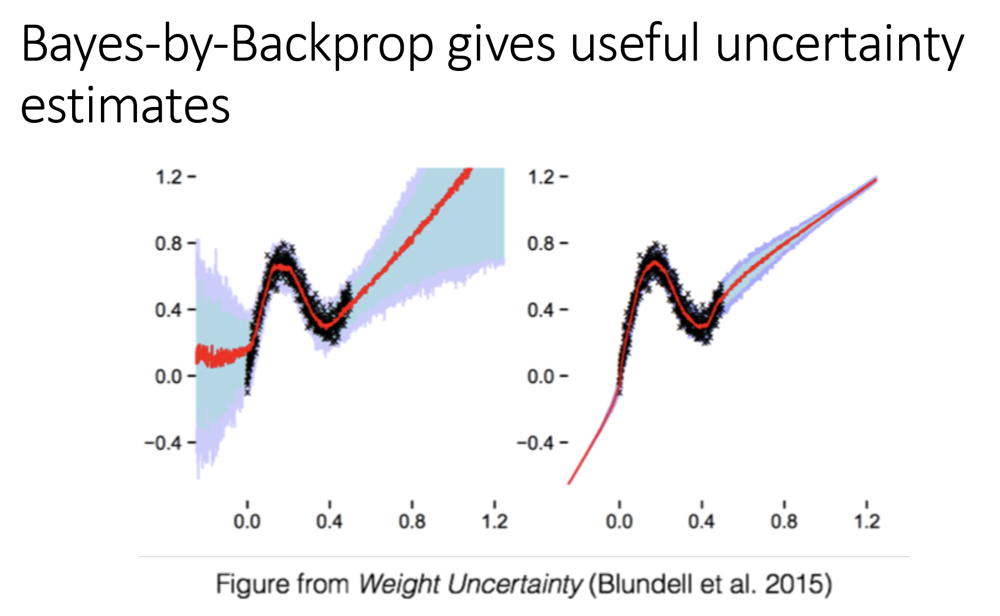 Bayes-by-Backprop gives useful uncertainty
estimates
1.2
0.8
0.4
0.0
−0.4
0.0 0.4 0.8 1.2
1.2
0.8
0.4
0.0
−0.4
0.0 0.4 0.8 1.2
Figure from Weight Uncertainty (Blundell et al. 2015)